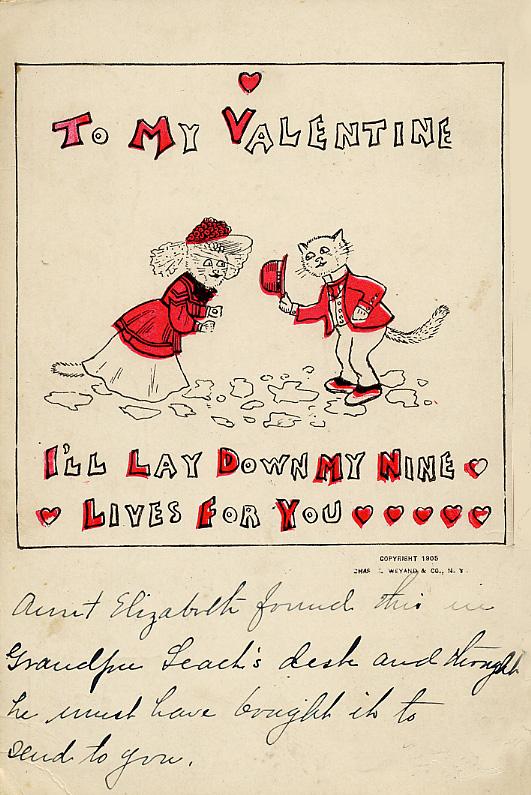 To My Valentine
I'll Lay Down My Nine
Lives For You
COPYRIGHT 1905
CHAS. WEYAND & CO., N. Y.
Aunt Elizabeth found this in
Grandpa Leach's desk and thought
he must have bought it to
send to you.